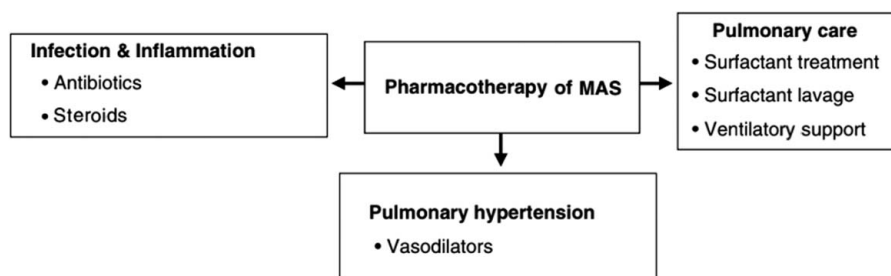 Infection & Inflammation
• Antibiotics
• Steroids
Pharmacotherapy of MAS
Pulmonary care
• Surfactant treatment
• Surfactant lavage
• Ventilatory support
Pulmonary hypertension
• Vasodilators